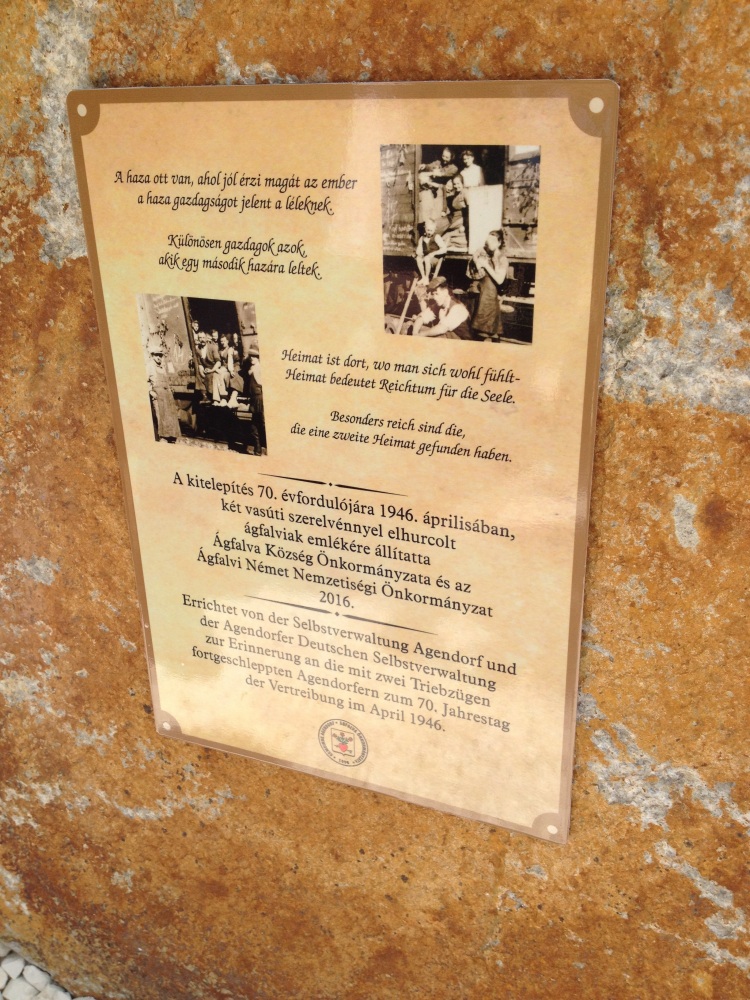 A haza ott van, ahol jól érzi magát az ember
a haza gazdagságot jelent a léleknek.
Különösen gazdagok azok,
akik egy második hazára leltek.
Heimat ist dort, wo man sich wohl fühlt-
Heimat bedeutet Reichtum für die Seele.
Besonders reich sind die,
die eine zweite Heimat gefunden haben.
A kitelepítés 70. évfordulójára 1946. áprilisában,
két vasúti szerelvénnyel elhurcolt
ágfalviak emlékére állítatta
Ágfalva Község Önkormányzata és az
Ágfalvi Német Nemzetiségi Önkormányzat
2016.
Errichtet von der Selbstverwaltung Agendorf und
der Agendorfer Deutschen Selbstverwaltung
zur Erinnerung an die mit zwei Triebzügen
fortgeschleppten Agendorfern zum 70. Jahrestag
der Vertreibung im April 1946.